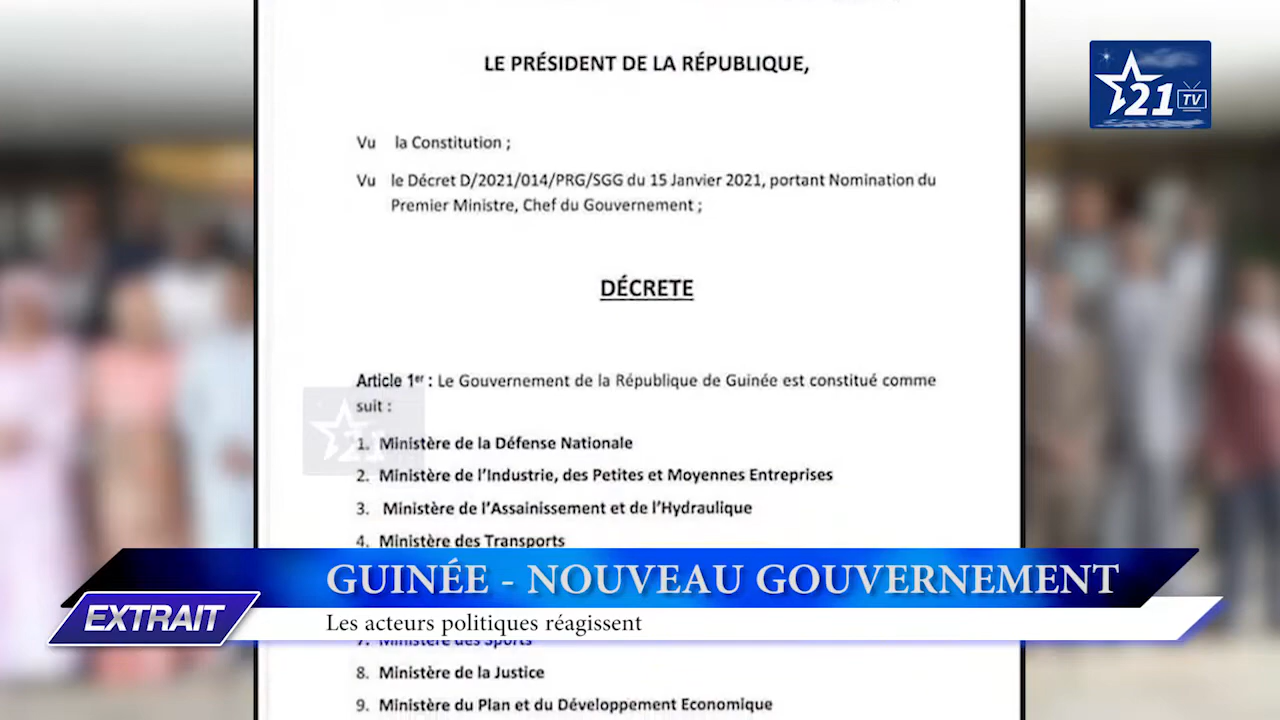 LE PRÉSIDENT DE LA RÉPUBLIQUE,
21 TV
Vu la Constitution ;
Vu le Décret D/2021/014/PRG/SGG du 15 Janvier 2021, portant Nomination du
Premier Ministre, Chef du Gouvernement ;
DÉCRETE
Article 1er : Le Gouvernement de la République de Guinée est constitué comme
suit :
21
1. Ministère de la Défense Nationale
2. Ministère de l'Industrie, des Petites et Moyennes Entreprises
3. Ministère de l'Assainissement et de l'Hydraulique
4. Ministère des Transports
GUINÉE - NOUVEAU GOUVERNEMENT
EXTRAIT
Les acteurs politiques réagissent
7. Ministère des Sports
8. Ministère de la Justice
9. Ministère du Plan et du Développement Economique